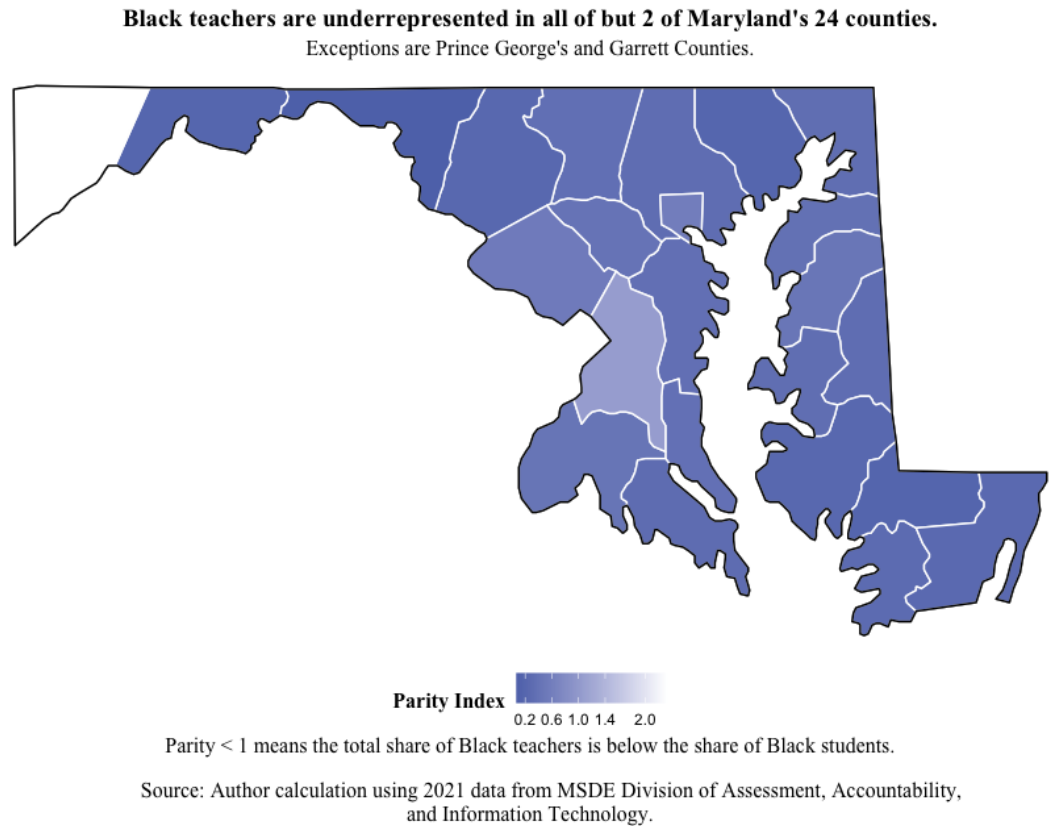 Black teachers are underrepresented in all of but 2 of Maryland's 24 counties.
Exceptions are Prince George's and Garrett Counties.
Parity Index
0.2 0.6 1.0 1.4 2.0
Parity < 1 means the total share of Black teachers is below the share of Black students.
Source: Author calculation using 2021 data from MSDE Division of Assessment, Accountability,
and Information Technology.